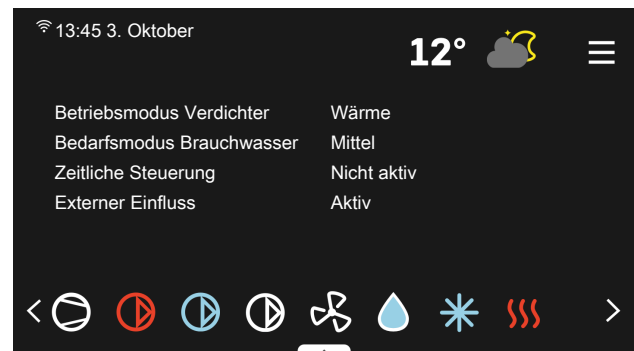 13:45 3. Oktober
12°
Betriebsmodus Verdichter Wärme
Bedarfsmodus Brauchwasser Mittel
Zeitliche Steuerung Nicht aktiv
Externer Einfluss Aktiv